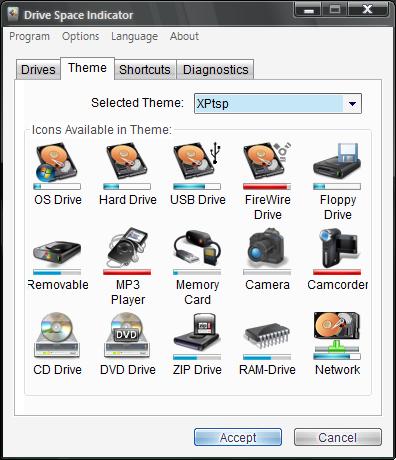 Drive Space Indicator
Program Options Language About
Drives Theme Shortcuts Diagnostics
Selected Theme: XPtsp
Icons Available in Theme:
OS Drive Hard Drive USB Drive FireWire Drive Floppy Drive
Removable MP3 Player Memory Card Camera Camcorder
DVD
CD Drive DVD Drive ZIP Drive RAM-Drive Network
Accept Cancel